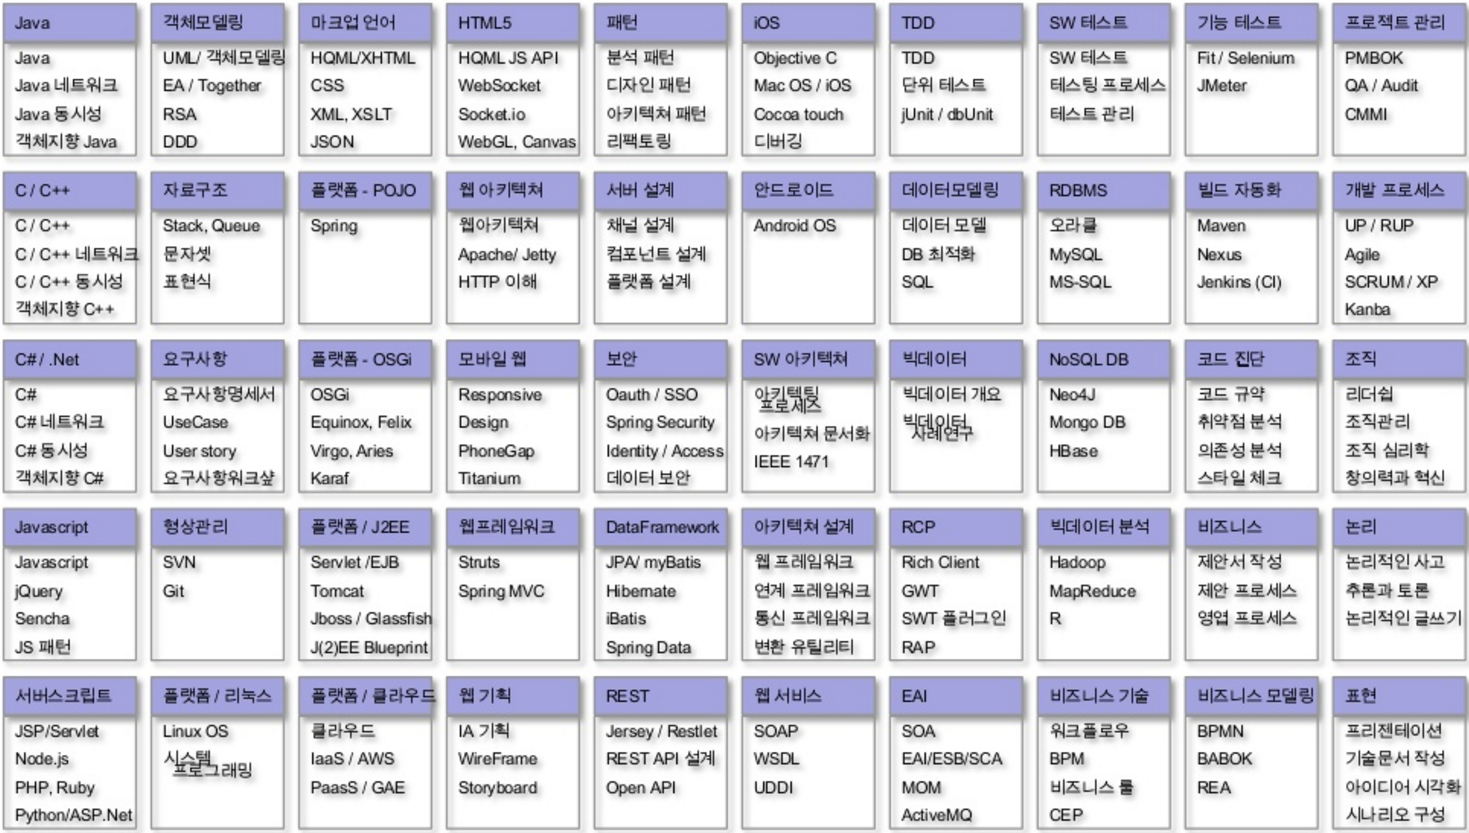 Java
Java
Java 네트워크
Java 동시성
객체지향 Java
객체모델링
UML/ 객체모델링
EA / Together
RSA
DDD
마크업 언어
HQML/XHTML
CSS
XML, XSLT
JSON
HTML5
HQML JS API
WebSocket
Socket.io
WebGL, Canvas
패턴
분석 패턴
디자인 패턴
아키텍쳐 패턴
리팩토링
iOS
Objective C
Mac OS / iOS
Cocoa touch
디버깅
TDD
TDD
단위 테스트
jUnit / dbUnit
SW 테스트
SW 테스트
테스팅 프로세스
테스트 관리
기능 테스트
Fit / Selenium
JMeter
프로젝트 관리
PMBOK
QA / Audit
CMMI
C / C++
C / C++
C / C++ 네트워크
C / C++ 동시성
객체지향 C++
자료구조
Stack, Queue
문자셋
표현식
플랫폼 - POJO
Spring
웹 아키텍쳐
웹아키텍쳐
Apache/ Jetty
HTTP 이해
서버 설계
채널 설계
컴포넌트 설계
플랫폼 설계
안드로이드
Android OS
데이터모델링
데이터 모델
DB 최적화
SQL
RDBMS
오라클
MySQL
MS-SQL
빌드 자동화
Maven
Nexus
Jenkins (CI)
개발 프로세스
UP / RUP
Agile
SCRUM / XP
Kanba
C# / .Net
C#
C# 네트워크
C# 동시성
객체지향 C#
요구사항
요구사항명세서
UseCase
User story
요구사항워크샾
플랫폼 - OSGi
OSGi
Equinox, Felix
Virgo, Aries
Karaf
모바일 웹
Responsive
Design
PhoneGap
Titanium
보안
Oauth / SSO
Spring Security
Identity / Access
데이터 보안
SW 아키텍쳐
아키텍팅
프로세스
아키텍쳐 문서화
IEEE 1471
빅데이터
빅데이터 개요
빅데이터
사례연구
NoSQL DB
Neo4J
Mongo DB
HBase
코드 진단
코드 규약
취약점 분석
의존성 분석
스타일 체크
조직
리더쉽
조직관리
조직 심리학
창의력과 혁신
Javascript
Javascript
jQuery
Sencha
JS 패턴
형상관리
SVN
Git
플랫폼 / J2EE
Servlet /EJB
Tomcat
Jboss / Glassfish
J(2)EE Blueprint
웹프레임워크
Struts
Spring MVC
DataFramework
JPA/ myBatis
Hibernate
iBatis
Spring Data
아키텍쳐 설계
웹 프레임워크
연계 프레임워크
통신 프레임워크
변환 유틸리티
RCP
Rich Client
GWT
SWT 플러그인
RAP
빅데이터 분석
Hadoop
MapReduce
R
비즈니스
제안서 작성
제안 프로세스
영업 프로세스
논리
논리적인 사고
추론과 토론
논리적인 글쓰기
서버스크립트
JSP/Servlet
Node.js
PHP, Ruby
Python/ASP.Net
플랫폼 / 리눅스
Linux OS
시스템
프로그래밍
플랫폼 / 클라우드
클라우드
IaaS / AWS
PaasS / GAE
웹 기획
IA 기획
WireFrame
Storyboard
REST
Jersey / Restlet
REST API 설계
Open API
웹 서비스
SOAP
WSDL
UDDI
EAI
SOA
EAI/ESB/SCA
MOM
ActiveMQ
비즈니스 기술
워크플로우
BPM
비즈니스 룰
CEP
비즈니스 모델링
BPMN
BABOK
REA
표현
프리젠테이션
기술문서 작성
아이디어 시각화
시나리오 구성